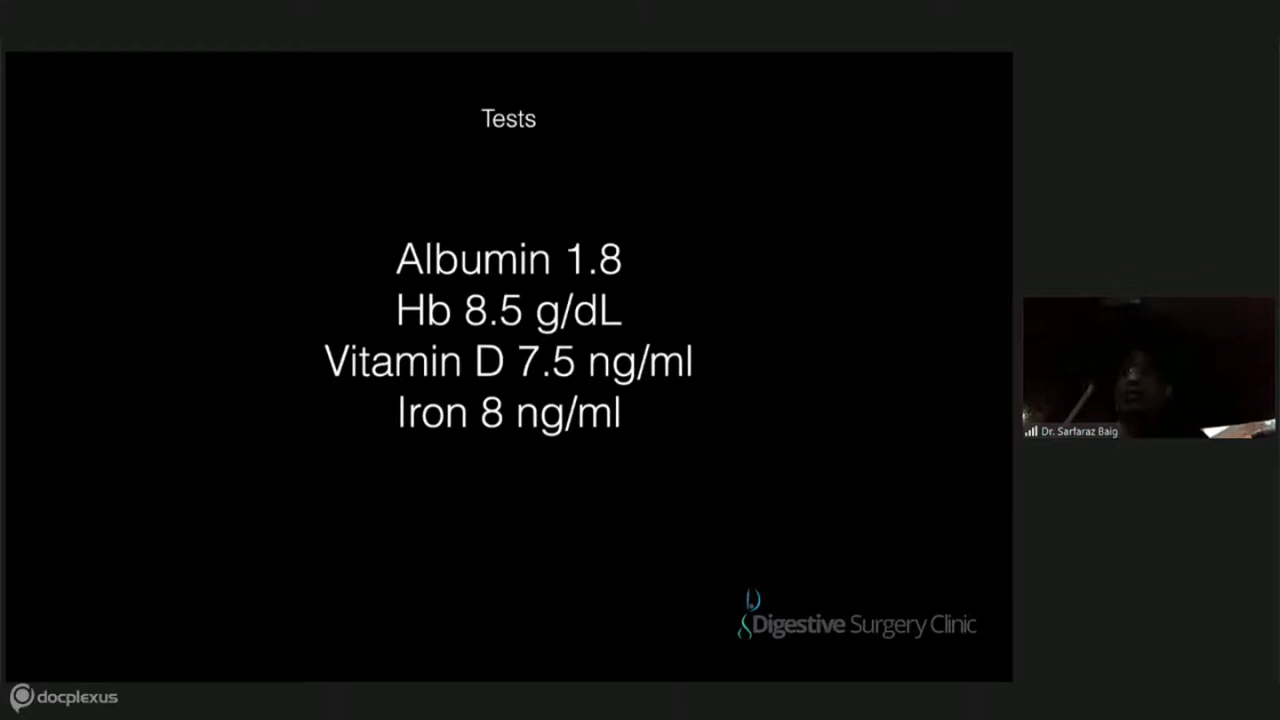 Tests
Albumin 1.8
Hb 8.5 g/dL
Vitamin D 7.5 ng/ml
Iron 8 ng/ml
Dr. Sarfaraz Baig
Digestive Surgery Clinic
docplexus